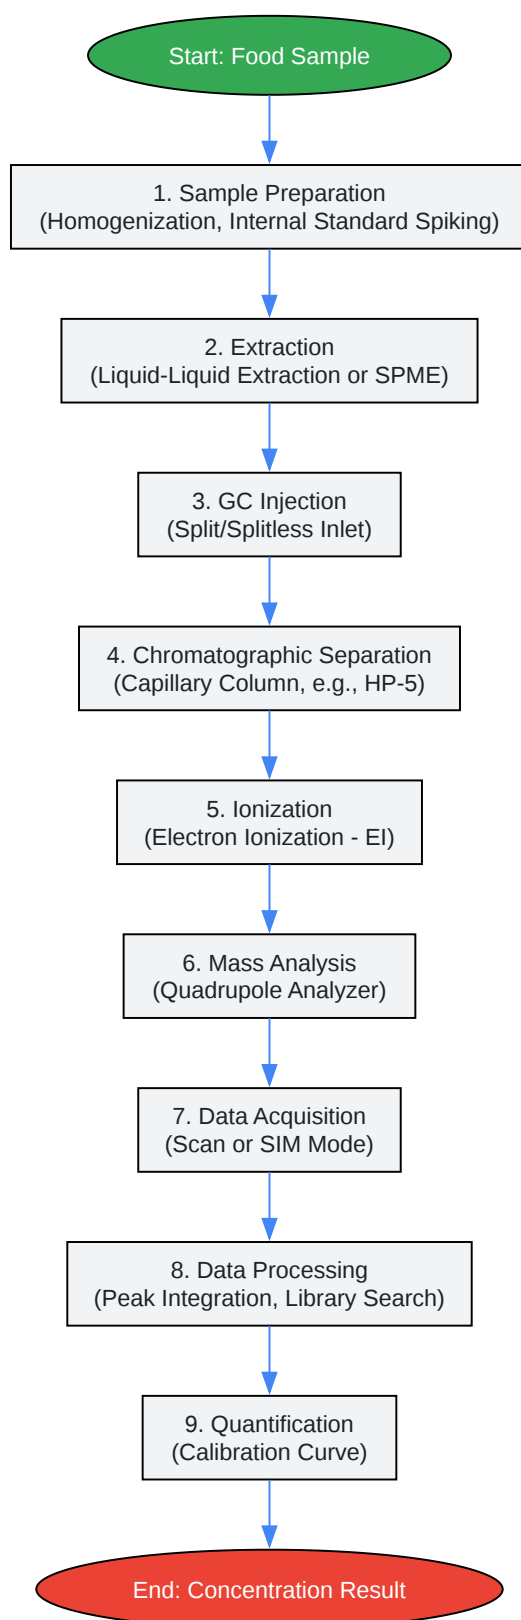 Start: Food Sample
1. Sample Preparation
(Homogenization, Internal Standard Spiking)
2. Extraction
(Liquid-Liquid Extraction or SPME)
3. GC Injection
(Split/Splitless Inlet)
4. Chromatographic Separation
(Capillary Column, e.g., HP-5)
5. Ionization
(Electron Ionization - EI)
6. Mass Analysis
(Quadrupole Analyzer)
7. Data Acquisition
(Scan or SIM Mode)
8. Data Processing
(Peak Integration, Library Search)
9. Quantification
(Calibration Curve)
End: Concentration Result